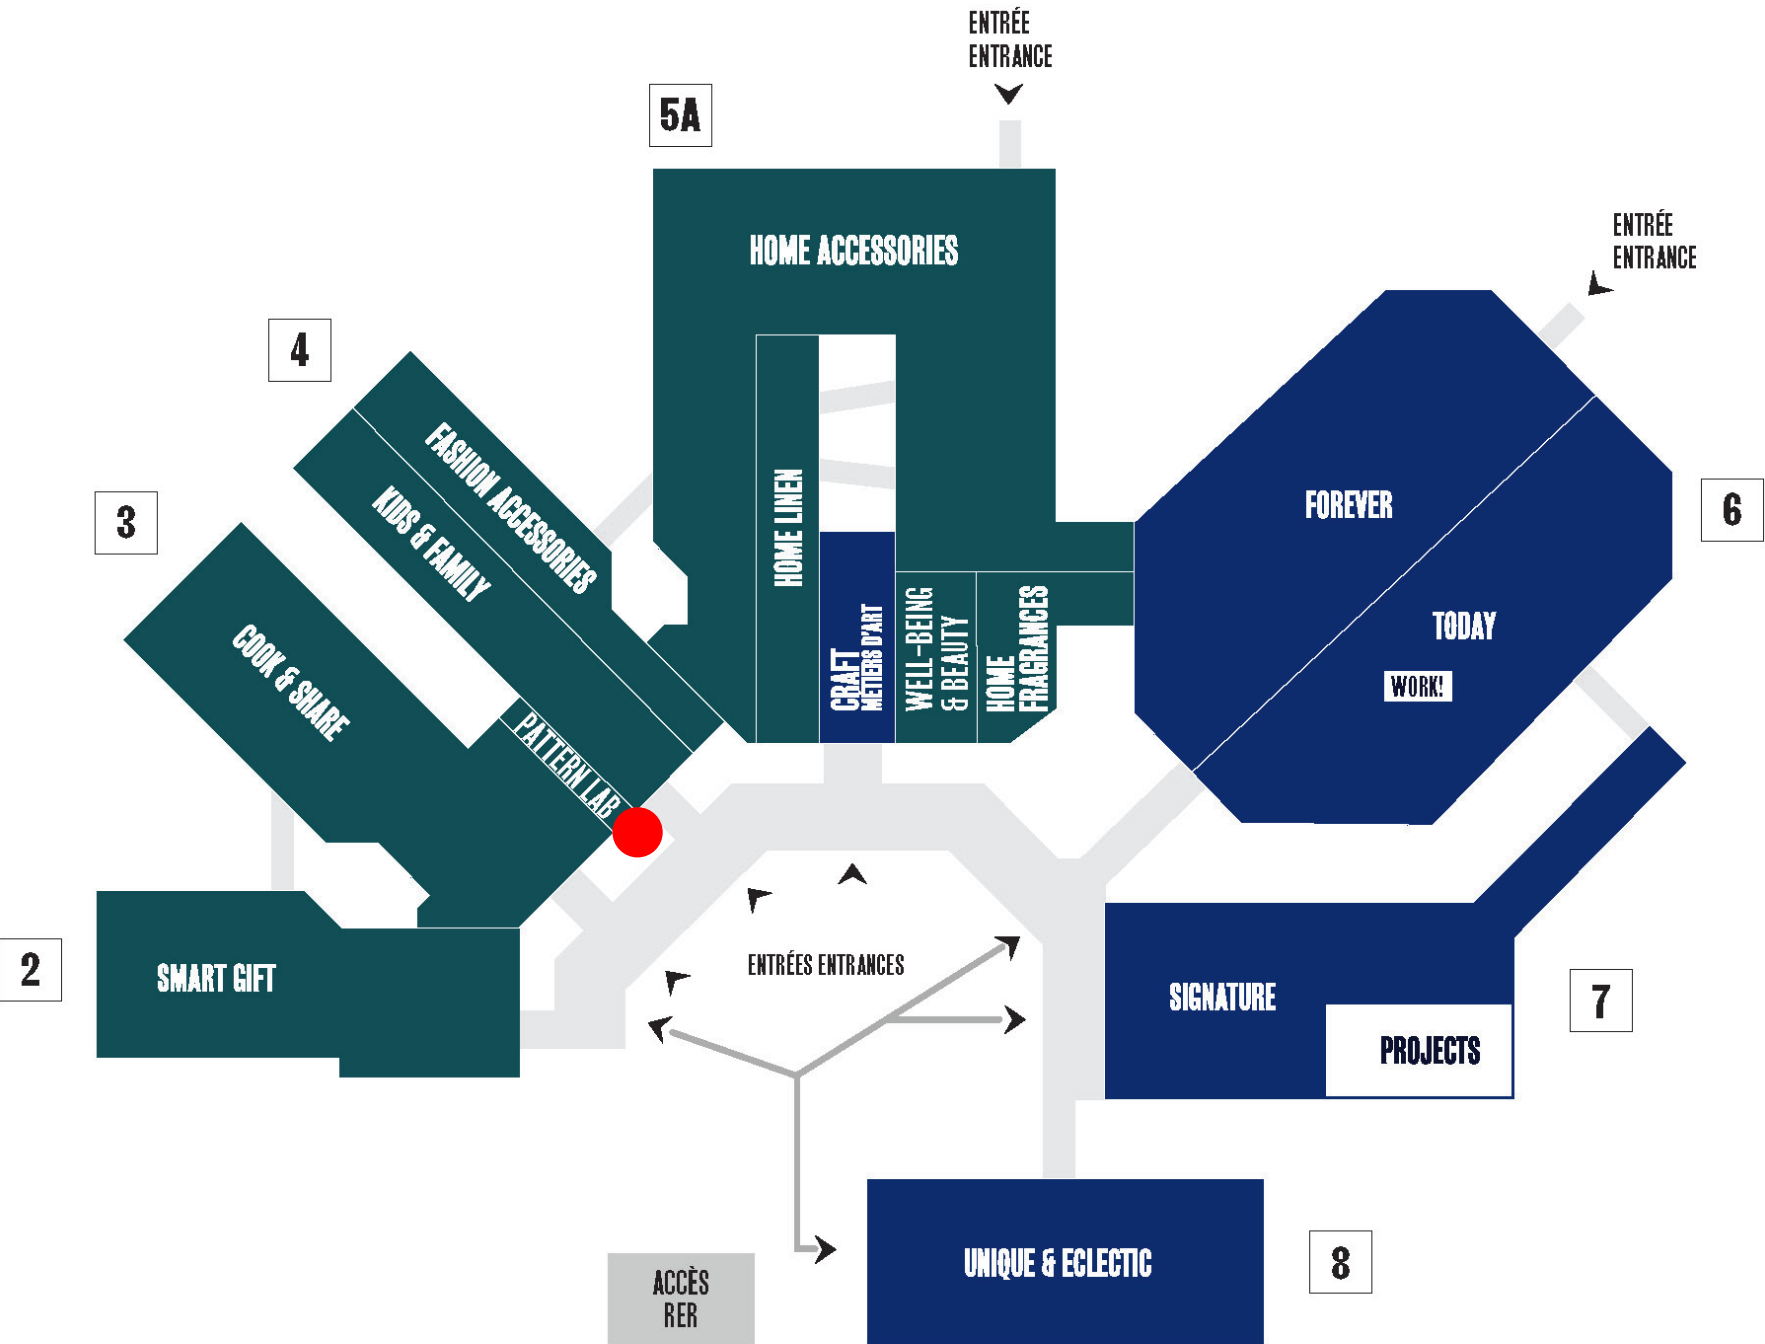 ENTRÉE
ENTRANCE
5A
HOME ACCESSORIES
ENTRÉE
ENTRANCE
4
FASHION ACCESSORIES
KIDS & FAMILY
3
COOK & SHARE
PATTERN LAB
HOME LINEN
CRAFT
MÉTIERS D'ART
WELL-BEING
& BEAUTY
HOME
FRAGRANCES
FOREVER
6
TODAY
WORK!
2
SMART GIFT
ENTRÉES ENTRANCES
SIGNATURE
PROJECTS
7
UNIQUE & ECLECTIC
8
ACCÈS
RER